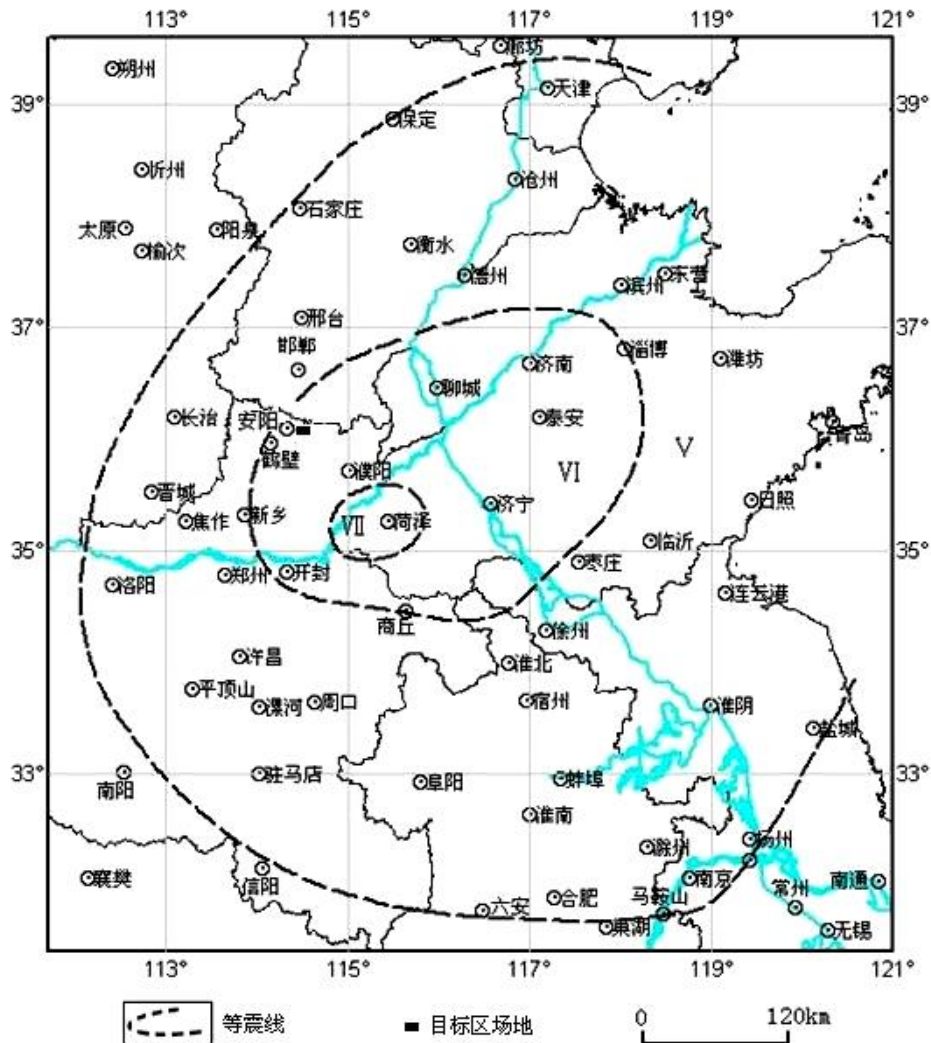 113° 115° 117° 119° 121°
廊坊
朔州
天津
39° 39°
保定
忻州
沧州
石家庄
太原 阳泉
衡水
榆次
德州
东营
滨州
邢台
37° 37°
邯郸
淄博 潍坊
济南
聊城
长治 安阳 泰安
青岛
鹤壁 V
濮阳 VI
晋城 日照
济宁
焦作 新乡 VII 菏泽
临沂
35° 35°
洛阳 郑州 开封 枣庄
连云港
商丘
徐州
许昌 淮北
平顶山 漯河 周口 宿州 淮阴
盐城
33° 33°
南阳 驻马店 阜阳 蚌埠
淮南
扬州
滁州
襄樊 信阳 南京 南通
马鞍山 常州
六安 合肥
巢湖 无锡
113° 115° 117° 119° 121°
等震线 目标区场地 0 120km